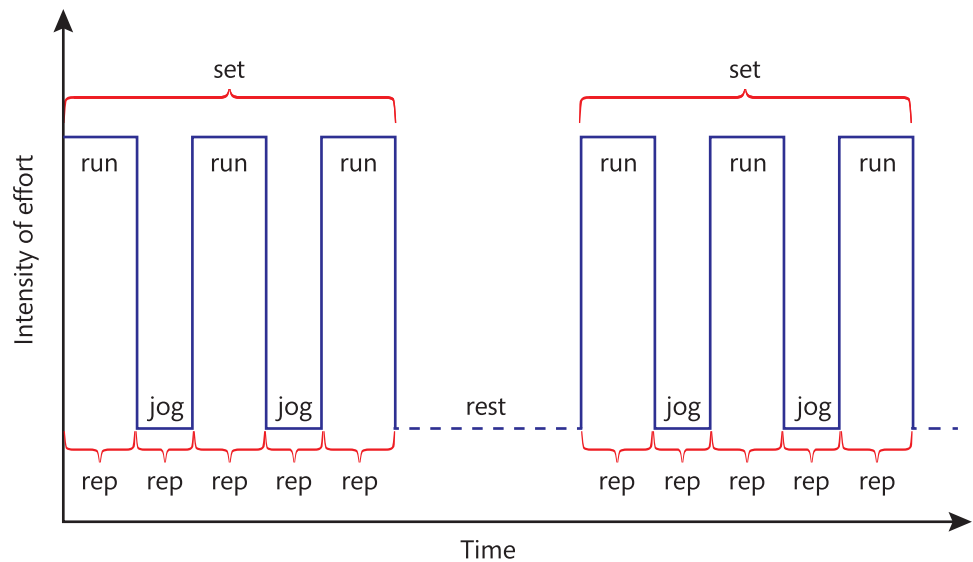 set set
run run run run run run
Intensity of effort
jog jog rest jog jog
rep rep rep rep rep rep rep rep rep rep
Time